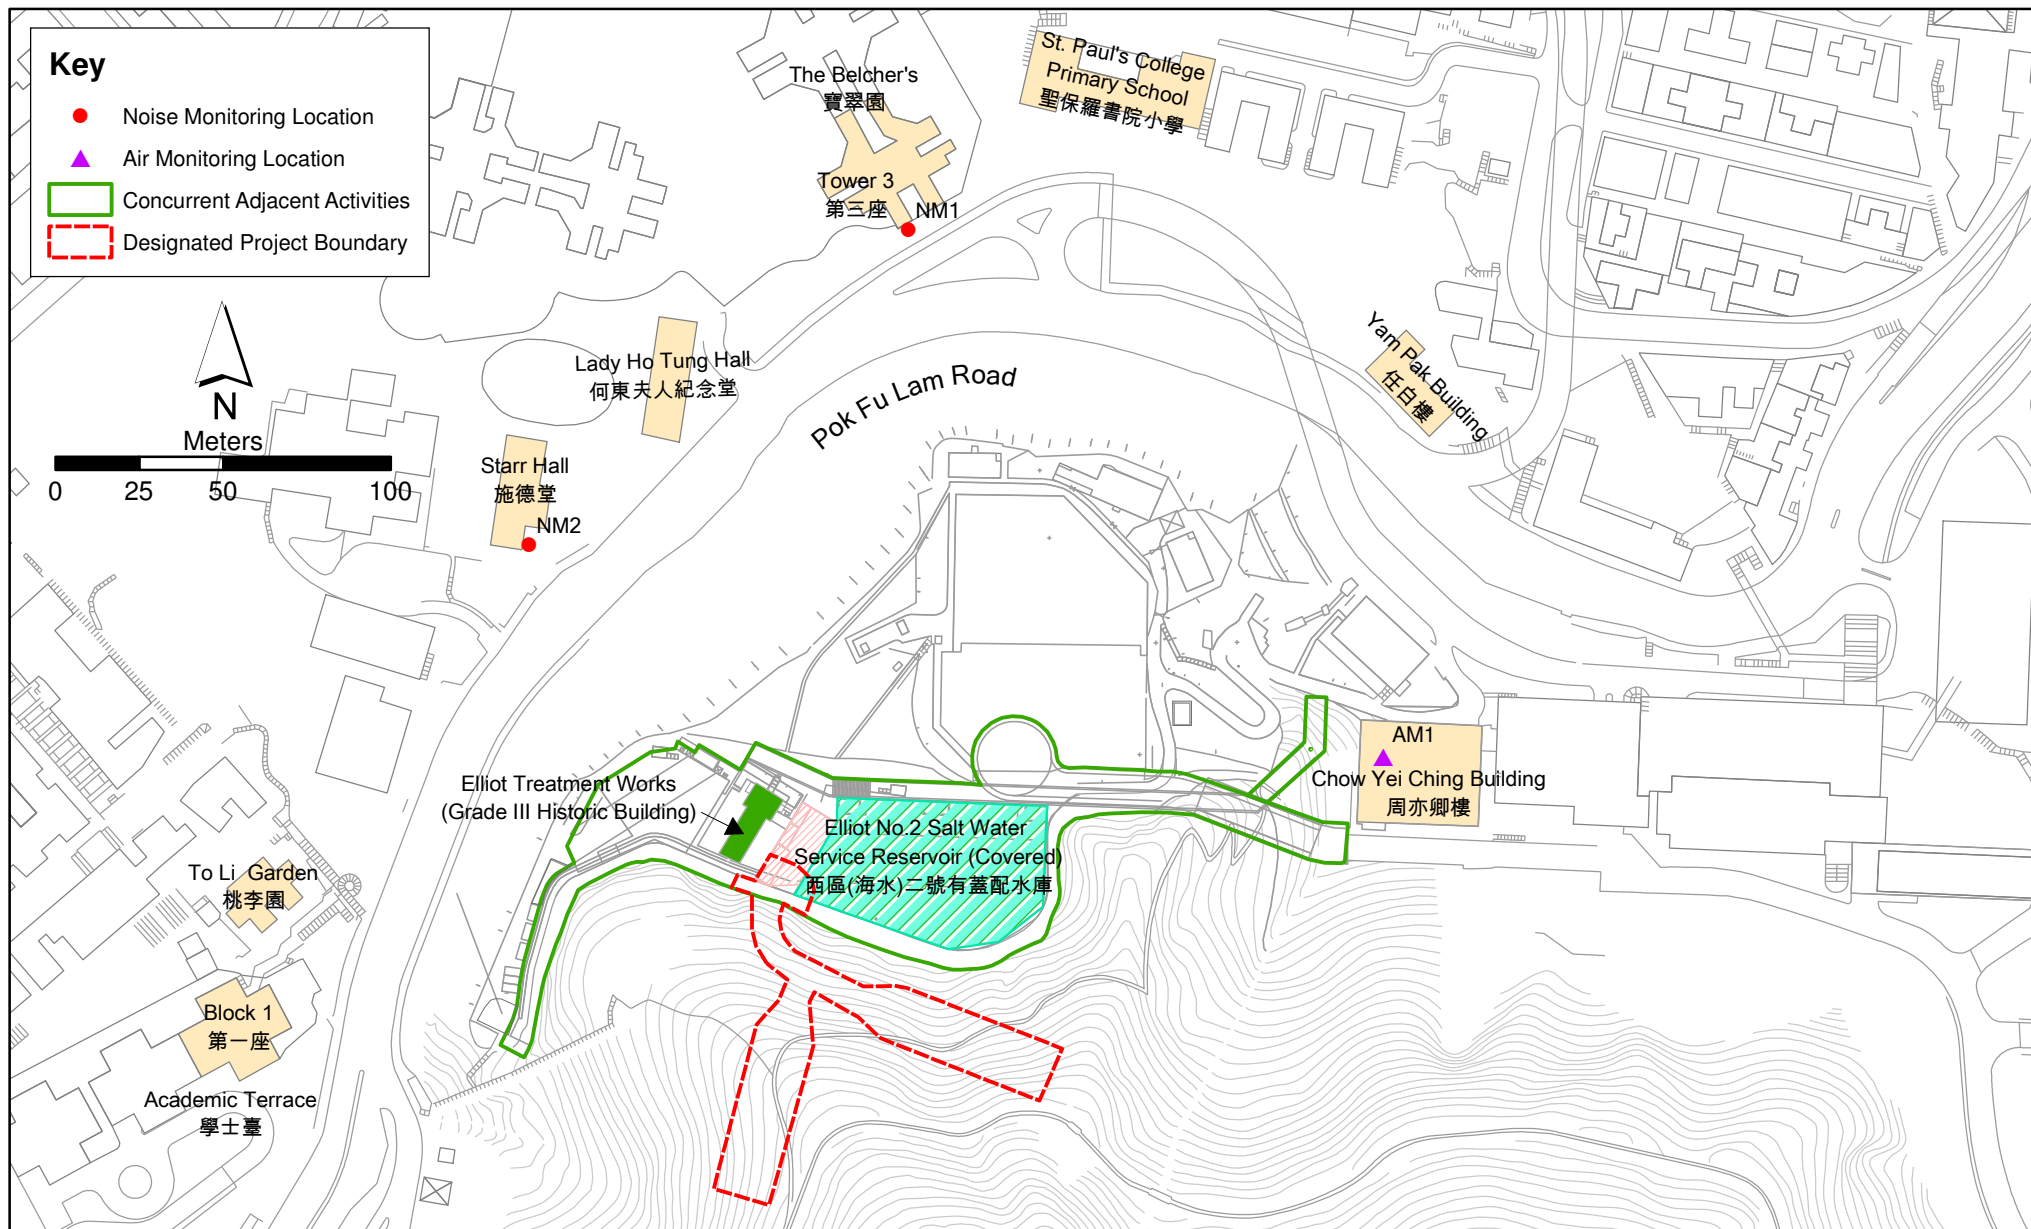 Key
Noise Monitoring Location
Air Monitoring Location
Concurrent Adjacent Activities
Designated Project Boundary
N
Meters
0 25 50 100
The Belcher's
寶翠園
Tower 3
第三座
NM1
St. Paul's College
Primary School
聖保羅書院小學
Lady Ho Tung Hall
何東夫人紀念堂
Pok Fu Lam Road
Yam Pak Building
任白樓
Starr Hall
施德堂
NM2
AM1
Chow Yei Ching Building
周亦卿樓
Elliot Treatment Works
(Grade III Historic Building)
Elliot No.2 Salt Water
Service Reservoir (Covered)
西區(海水)二號有蓋配水庫
To Li Garden
桃李園
Block 1
第一座
Academic Terrace
學士臺